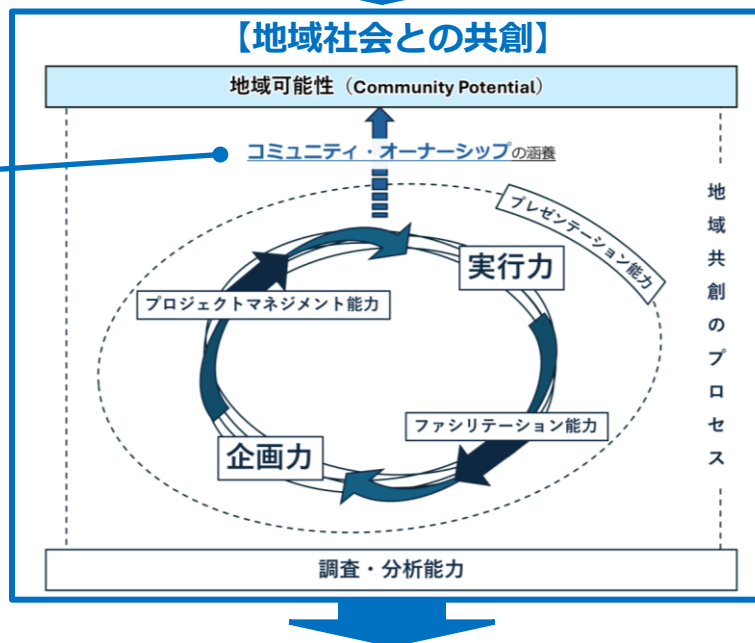 【地域社会との共創】
地域可能性（Community Potential）
コミュニティ・オーナーシップの涵養
プレゼンテーション能力
実行力
プロジェクトマネジメント能力
ファシリテーション能力
企画力
地域共創のプロセス
調査・分析能力